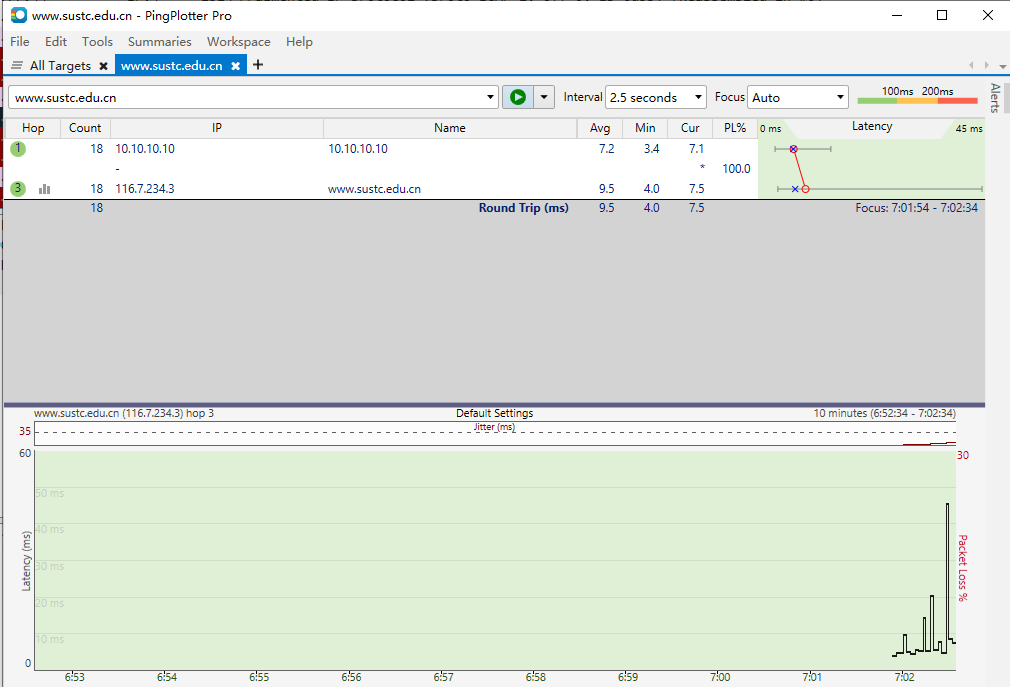 www.sustc.edu.cn - PingPlotter Pro
File Edit Tools Summaries Workspace Help
All Targets www.sustc.edu.cn
www.sustc.edu.cn Interval 2.5 seconds Focus Auto 100ms 200ms
Alerts
Hop Count IP Name Avg Min Cur PL% 0 ms Latency 45 ms
1 18 10.10.10.10 10.10.10.10 7.2 3.4 7.1
- * 100.0
3 18 116.7.234.3 www.sustc.edu.cn 9.5 4.0 7.5
18 Round Trip (ms) 9.5 4.0 7.5 Focus: 7:01:54 - 7:02:34
www.sustc.edu.cn (116.7.234.3) hop 3 Default Settings 10 minutes (6:52:34 - 7:02:34)
35 Jitter (ms)
60 30
50 ms
40 ms
30 ms
20 ms
10 ms
0
Latency (ms)
Packet Loss %
6:53 6:54 6:55 6:56 6:57 6:58 6:59 7:00 7:01 7:02